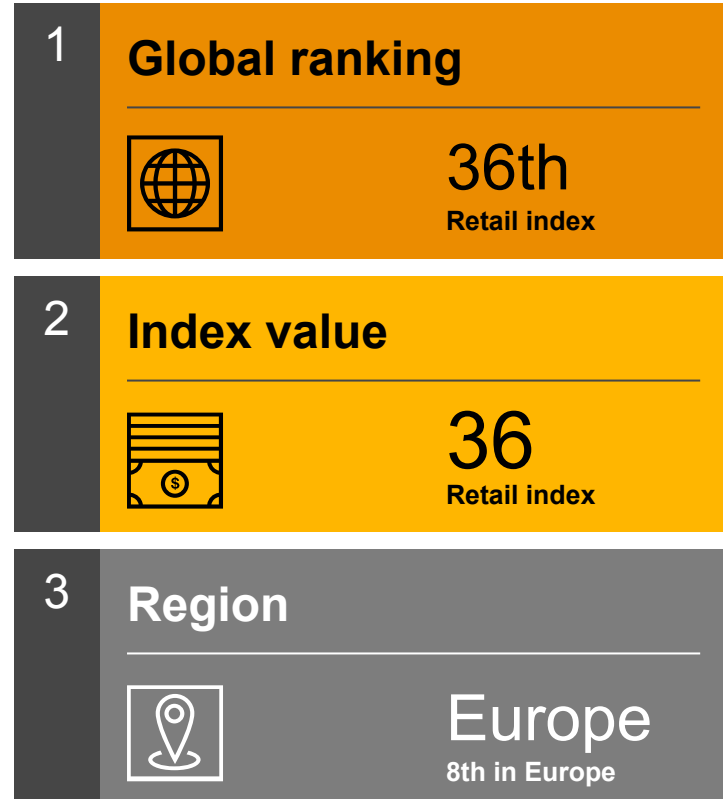 1
Global ranking
36th
Retail index
2
Index value
$
36
Retail index
3
Region
Europe
8th in Europe